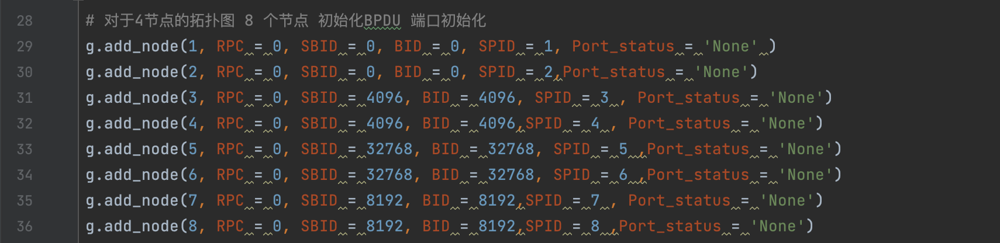 28 # 对于4节点的拓扑图 8 个节点 初始化BPDU 端口初始化
29 g.add_node(1, RPC = 0, SBID = 0, BID = 0, SPID = 1, Port_status = 'None' )
30 g.add_node(2, RPC = 0, SBID = 0, BID = 0, SPID = 2,Port_status = 'None')
31 g.add_node(3, RPC = 0, SBID = 4096, BID = 4096, SPID = 3 , Port_status = 'None')
32 g.add_node(4, RPC = 0, SBID = 4096, BID = 4096,SPID = 4 , Port_status = 'None')
33 g.add_node(5, RPC = 0, SBID = 32768, BID = 32768, SPID = 5 ,Port_status = 'None')
34 g.add_node(6, RPC = 0, SBID = 32768, BID = 32768, SPID = 6 ,Port_status = 'None')
35 g.add_node(7, RPC = 0, SBID = 8192, BID = 8192,SPID = 7 , Port_status = 'None')
36 g.add_node(8, RPC = 0, SBID = 8192, BID = 8192,SPID = 8 ,Port_status = 'None')